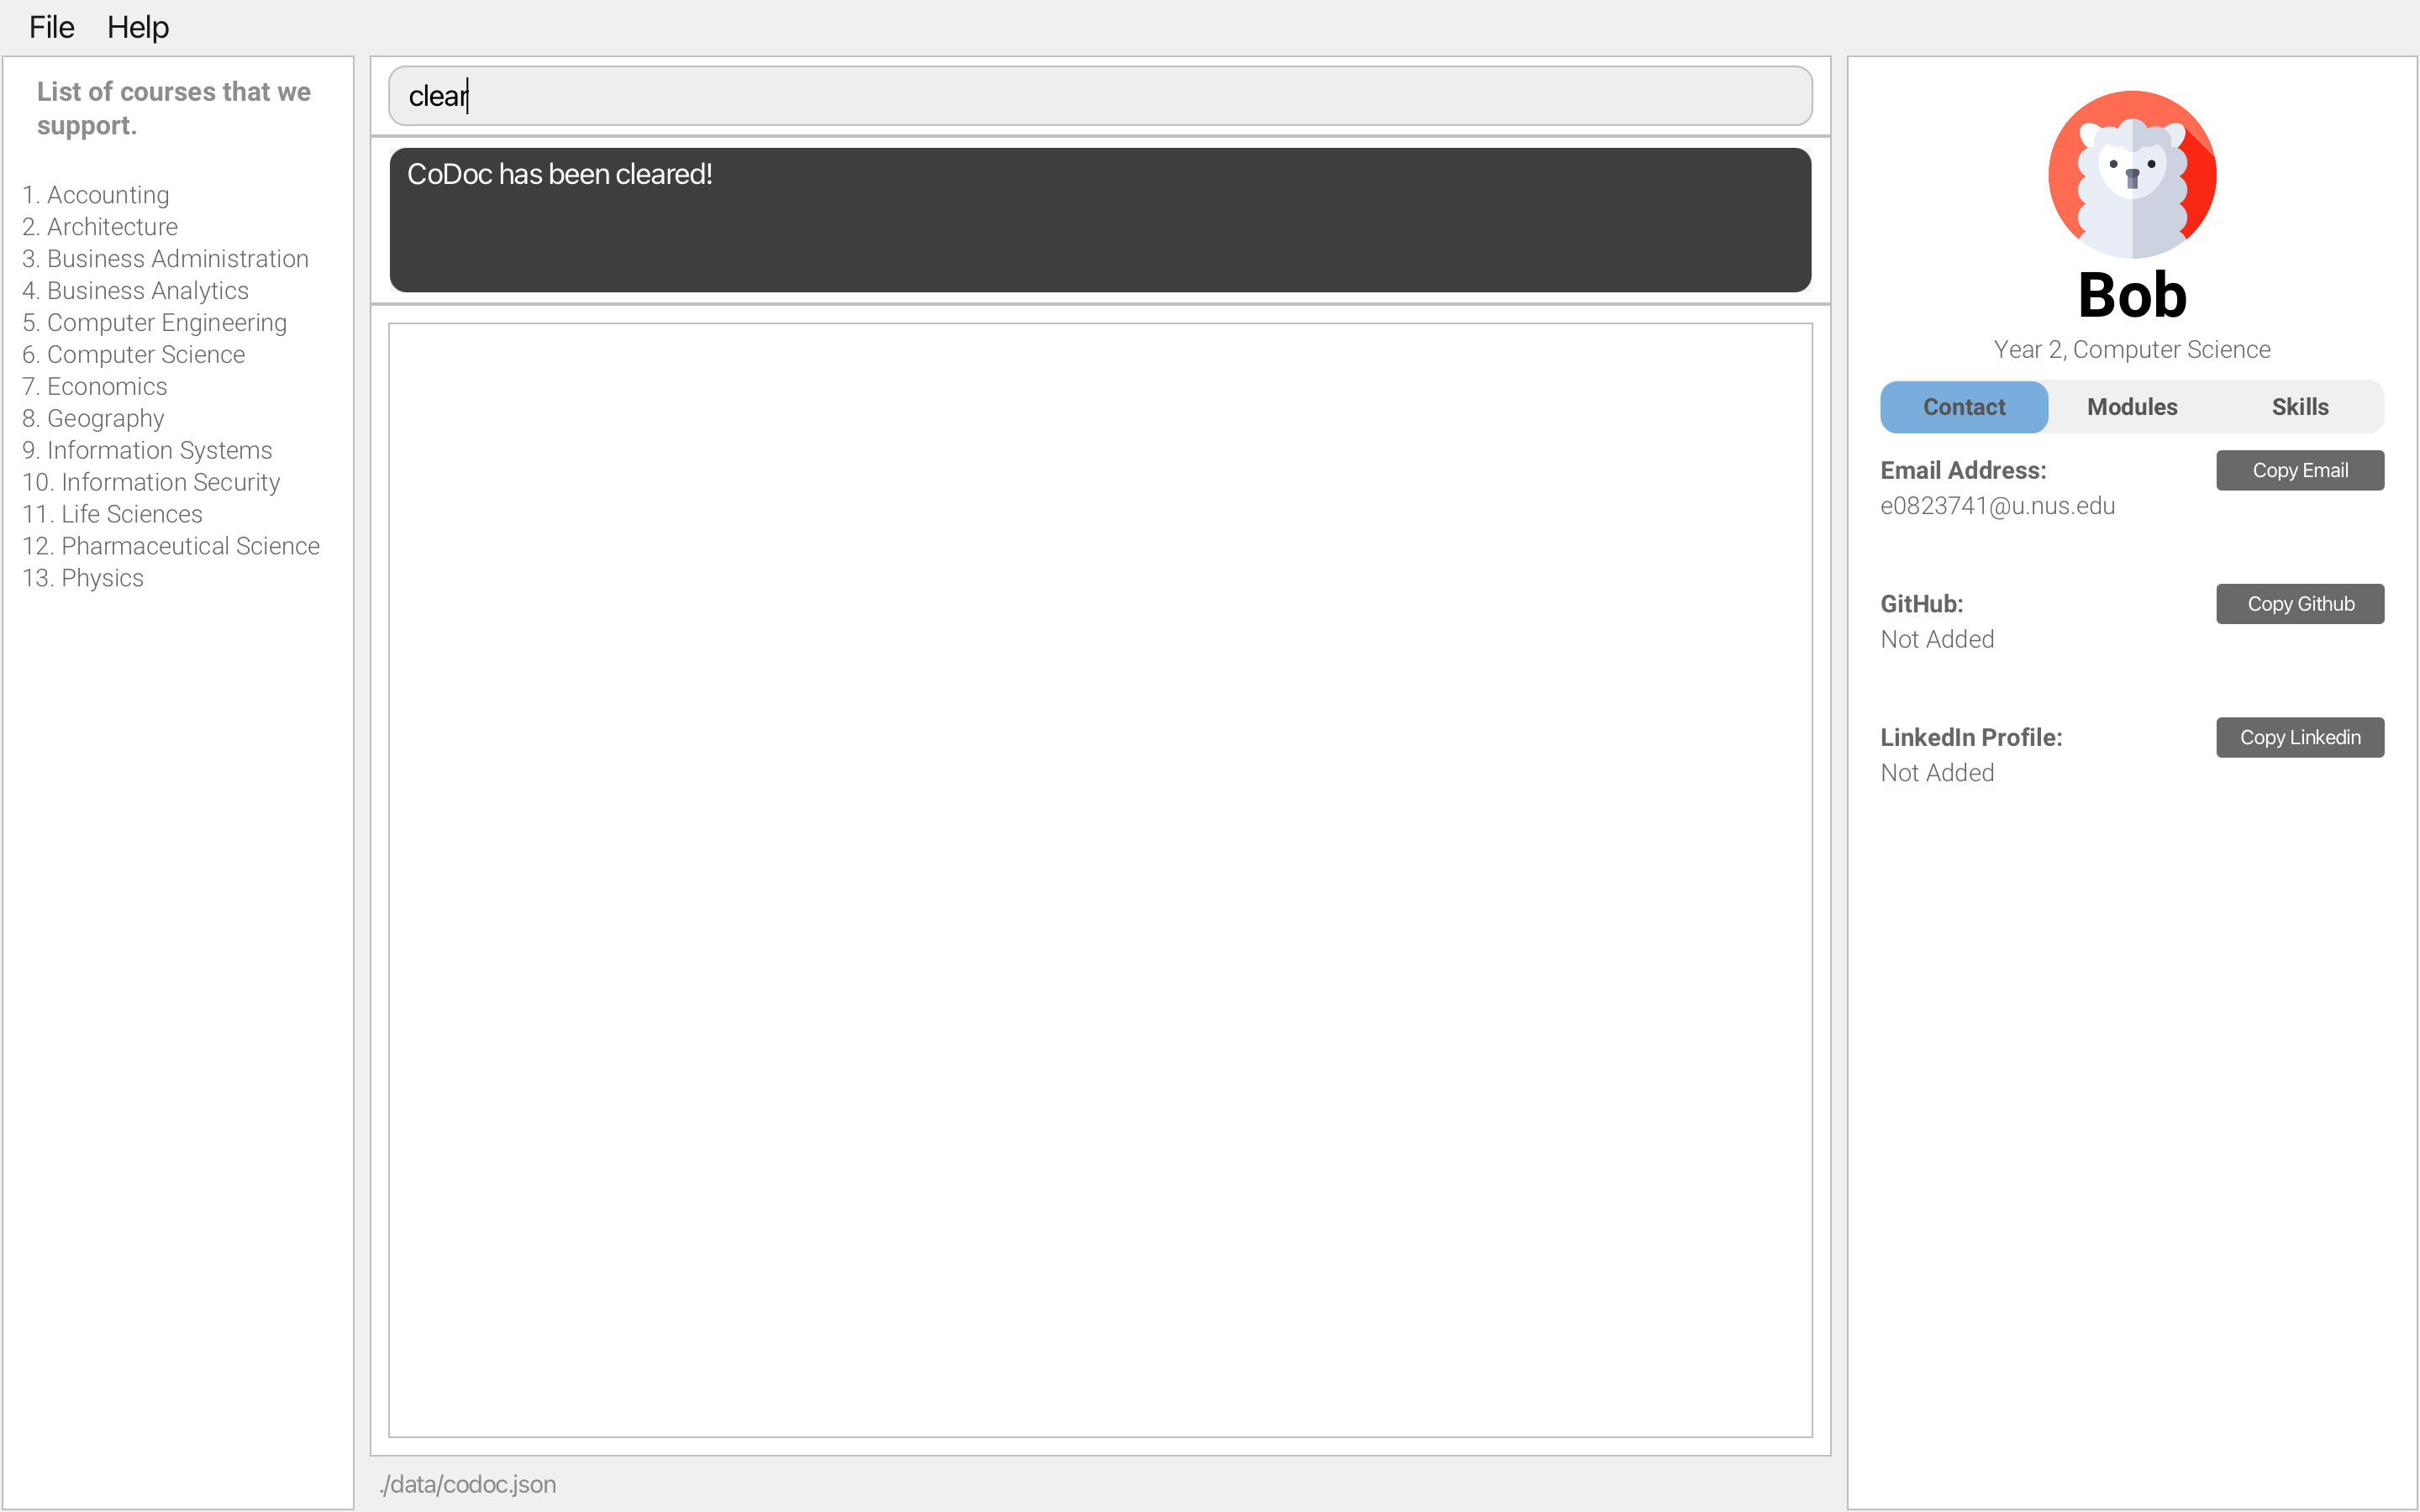 File Help
List of courses that we
support.
1. Accounting
2. Architecture
3. Business Administration
4. Business Analytics
5. Computer Engineering
6. Computer Science
7. Economics
8. Geography
9. Information Systems
10. Information Security
11. Life Sciences
12. Pharmaceutical Science
13. Physics
clear
CoDoc has been cleared!
./data/codoc.json
Bob
Year 2, Computer Science
Contact Modules Skills
Email Address: Copy Email
e0823741@u.nus.edu
GitHub: Copy Github
Not Added
LinkedIn Profile: Copy Linkedin
Not Added